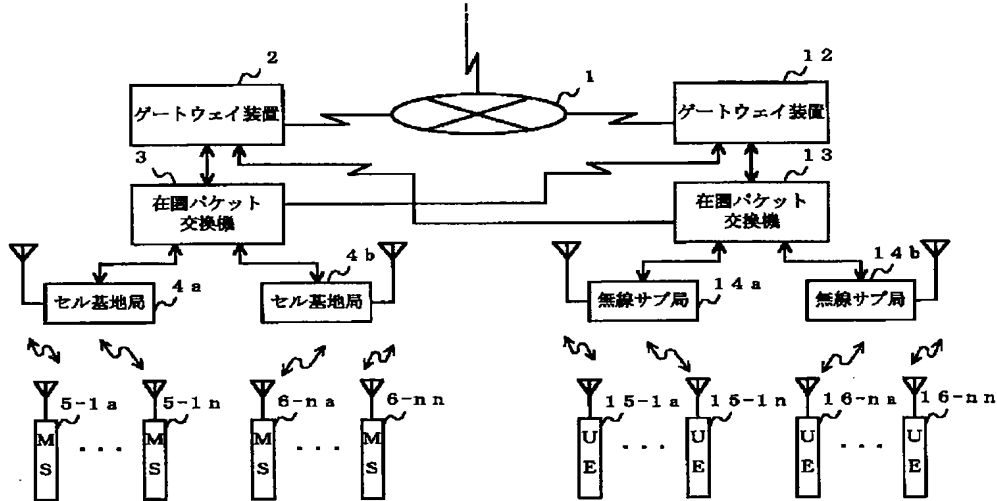 2
1
12
ゲートウェイ装置
ゲートウェイ装置
3
13
在圏パケット
交換機
在圏パケット
交換機
4b
14b
セル基地局
4a
セル基地局
無線サブ局
14a
無線サブ局
5-1a
5-1n
6-na
6-nn
15-1a
15-1n
16-na
16-nn
MS
...
MS
MS
...
MS
UE
...
UE
UE
...
UE